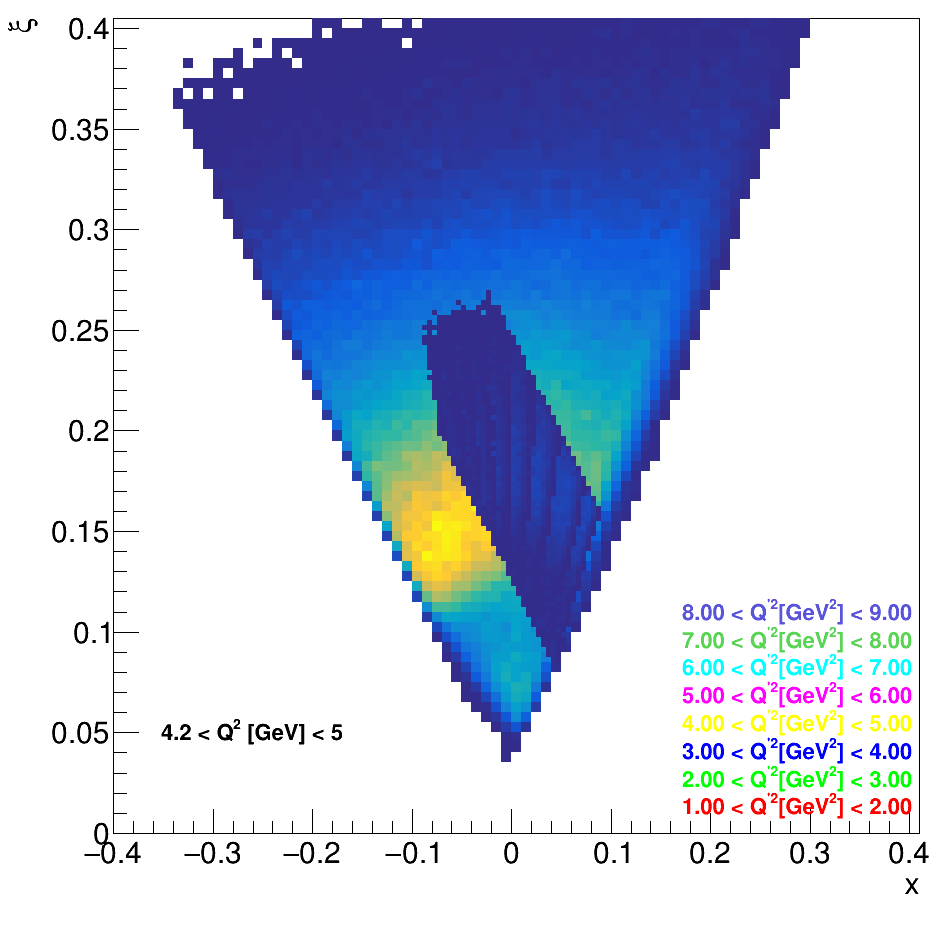 ξ
0.4
0.35
0.3
0.25
0.2
0.15
0.1
0.05
0
8.00 < Q'2[GeV2] < 9.00
7.00 < Q'2[GeV2] < 8.00
6.00 < Q'2[GeV2] < 7.00
5.00 < Q'2[GeV2] < 6.00
4.00 < Q'2[GeV2] < 5.00
3.00 < Q'2[GeV2] < 4.00
2.00 < Q'2[GeV2] < 3.00
1.00 < Q'2[GeV2] < 2.00
4.2 < Q2 [GeV] < 5
−0.4 −0.3 −0.2 −0.1 0 0.1 0.2 0.3 0.4
x